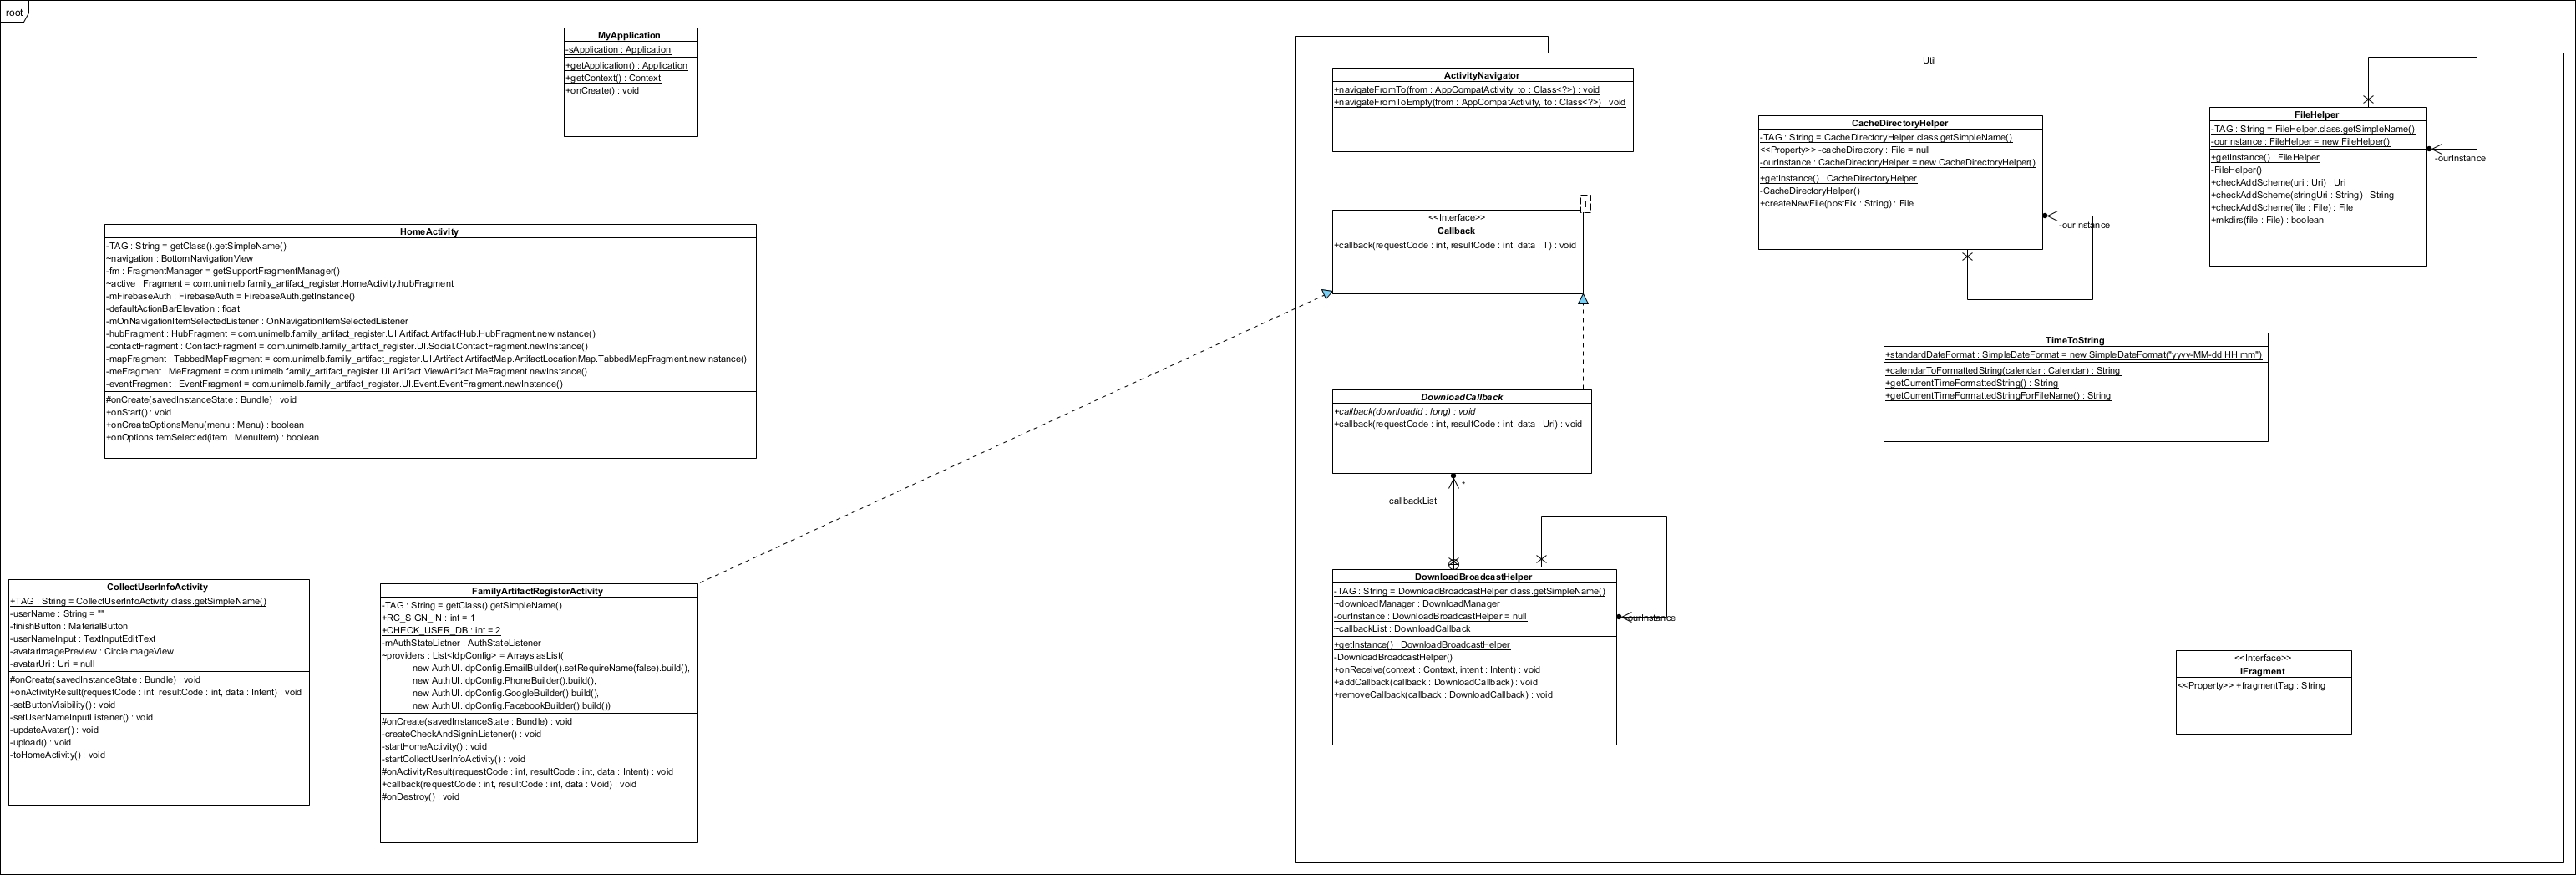 root
MyApplication
-sApplication : Application
+getApplication() : Application
+getContext() : Context
+onCreate() : void
HomeActivity
-TAG : String = getClass().getSimpleName()
~navigation : BottomNavigationView
-fm : FragmentManager = getSupportFragmentManager()
~active : Fragment = com.unimelb.family_artifact_register.HomeActivity.hubFragment
-mFirebaseAuth : FirebaseAuth = FirebaseAuth.getInstance()
-defaultActionBarElevation : float
-mOnNavigationItemSelectedListener : OnNavigationItemSelectedListener
-hubFragment : HubFragment = com.unimelb.family_artifact_register.UI.Artifact.ArtifactHub.HubFragment.newInstance()
-contactFragment : ContactFragment = com.unimelb.family_artifact_register.UI.Social.ContactFragment.newInstance()
-mapFragment : TabbedMapFragment = com.unimelb.family_artifact_register.UI.Artifact.ArtifactMap.ArtifactLocationMap.TabbedMapFragment.newInstance()
-meFragment : MeFragment = com.unimelb.family_artifact_register.UI.Artifact.ViewArtifact.MeFragment.newInstance()
-eventFragment : EventFragment = com.unimelb.family_artifact_register.UI.Event.EventFragment.newInstance()
#onCreate(savedInstanceState : Bundle) : void
+onStart() : void
+onCreateOptionsMenu(menu : Menu) : boolean
+onOptionsItemSelected(item : MenuItem) : boolean
CollectUserInfoActivity
+TAG : String = CollectUserInfoActivity.class.getSimpleName()
-userName : String = ""
-finishButton : MaterialButton
-userNameInput : TextInputEditText
-avatarImagePreview : CircleImageView
-avatarUri : Uri = null
#onCreate(savedInstanceState : Bundle) : void
+onActivityResult(requestCode : int, resultCode : int, data : Intent) : void
-setButtonVisibility() : void
-setUserNameInputListener() : void
-updateAvatar() : void
-upload() : void
-toHomeActivity() : void
FamilyArtifactRegisterActivity
-TAG : String = getClass().getSimpleName()
+RC_SIGN_IN : int = 1
+CHECK_USER_DB : int = 2
-mAuthStateListner : AuthStateListener
~providers : List<IdpConfig> = Arrays.asList(
new AuthUI.IdpConfig.EmailBuilder().setRequireName(false).build(),
new AuthUI.IdpConfig.PhoneBuilder().build(),
new AuthUI.IdpConfig.GoogleBuilder().build(),
new AuthUI.IdpConfig.FacebookBuilder().build())
#onCreate(savedInstanceState : Bundle) : void
-createCheckAndSigninListener() : void
-startHomeActivity() : void
-startCollectUserInfoActivity() : void
#onActivityResult(requestCode : int, resultCode : int, data : Intent) : void
+callback(requestCode : int, resultCode : int, data : Void) : void
#onDestroy() : void
Util
ActivityNavigator
+navigateFromTo(from : AppCompatActivity, to : Class<?>) : void
+navigateFromToEmpty(from : AppCompatActivity, to : Class<?>) : void
T
<<Interface>>
Callback
+callback(requestCode : int, resultCode : int, data : T) : void
DownloadCallback
+callback(downloadId : long) : void
+callback(requestCode : int, resultCode : int, data : Uri) : void
*
callbackList
DownloadBroadcastHelper
-TAG : String = DownloadBroadcastHelper.class.getSimpleName()
~downloadManager : DownloadManager
-ourInstance : DownloadBroadcastHelper = null
~callbackList : DownloadCallback
+getInstance() : DownloadBroadcastHelper
-DownloadBroadcastHelper()
+onReceive(context : Context, intent : Intent) : void
+addCallback(callback : DownloadCallback) : void
+removeCallback(callback : DownloadCallback) : void
-ourInstance
CacheDirectoryHelper
-TAG : String = CacheDirectoryHelper.class.getSimpleName()
<<Property>> -cacheDirectory : File = null
-ourInstance : CacheDirectoryHelper = new CacheDirectoryHelper()
+getInstance() : CacheDirectoryHelper
-CacheDirectoryHelper()
+createNewFile(postFix : String) : File
-ourInstance
FileHelper
-TAG : String = FileHelper.class.getSimpleName()
-ourInstance : FileHelper = new FileHelper()
+getInstance() : FileHelper
-FileHelper()
+checkAddScheme(uri : Uri) : Uri
+checkAddScheme(stringUri : String) : String
+checkAddScheme(file : File) : File
+mkdirs(file : File) : boolean
-ourInstance
TimeToString
+standardDateFormat : SimpleDateFormat = new SimpleDateFormat("yyyy-MM-dd HH:mm")
+calendarToFormattedString(calendar : Calendar) : String
+getCurrentTimeFormattedString() : String
+getCurrentTimeFormattedStringForFileName() : String
<<Interface>>
IFragment
<<Property>> +fragmentTag : String